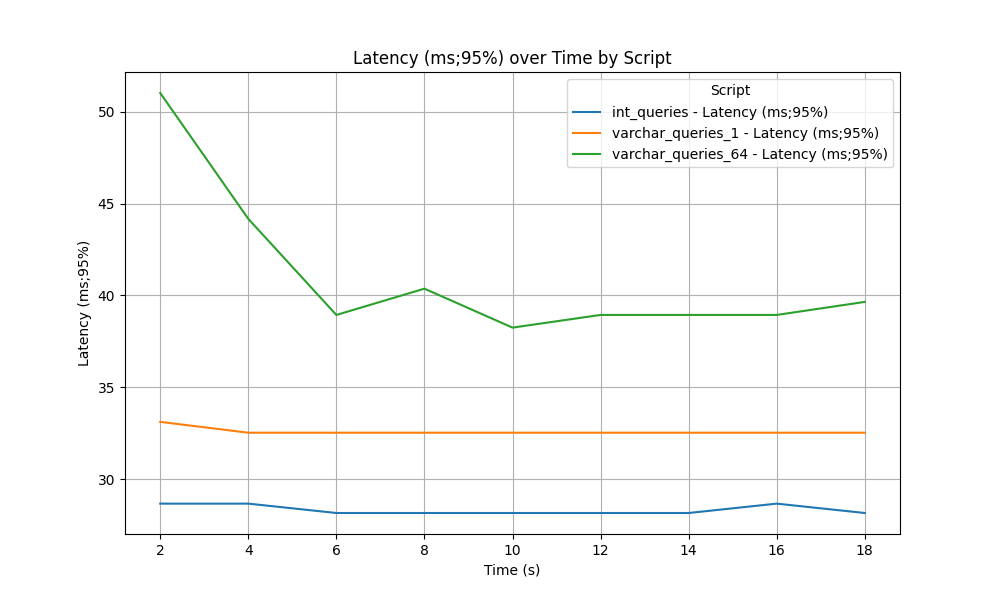 Latency (ms;95%) over Time by Script
Script
int_queries - Latency (ms;95%)
varchar_queries_1 - Latency (ms;95%)
varchar_queries_64 - Latency (ms;95%)
Latency (ms;95%)
50
45
40
35
30
2 4 6 8 10 12 14 16 18
Time (s)